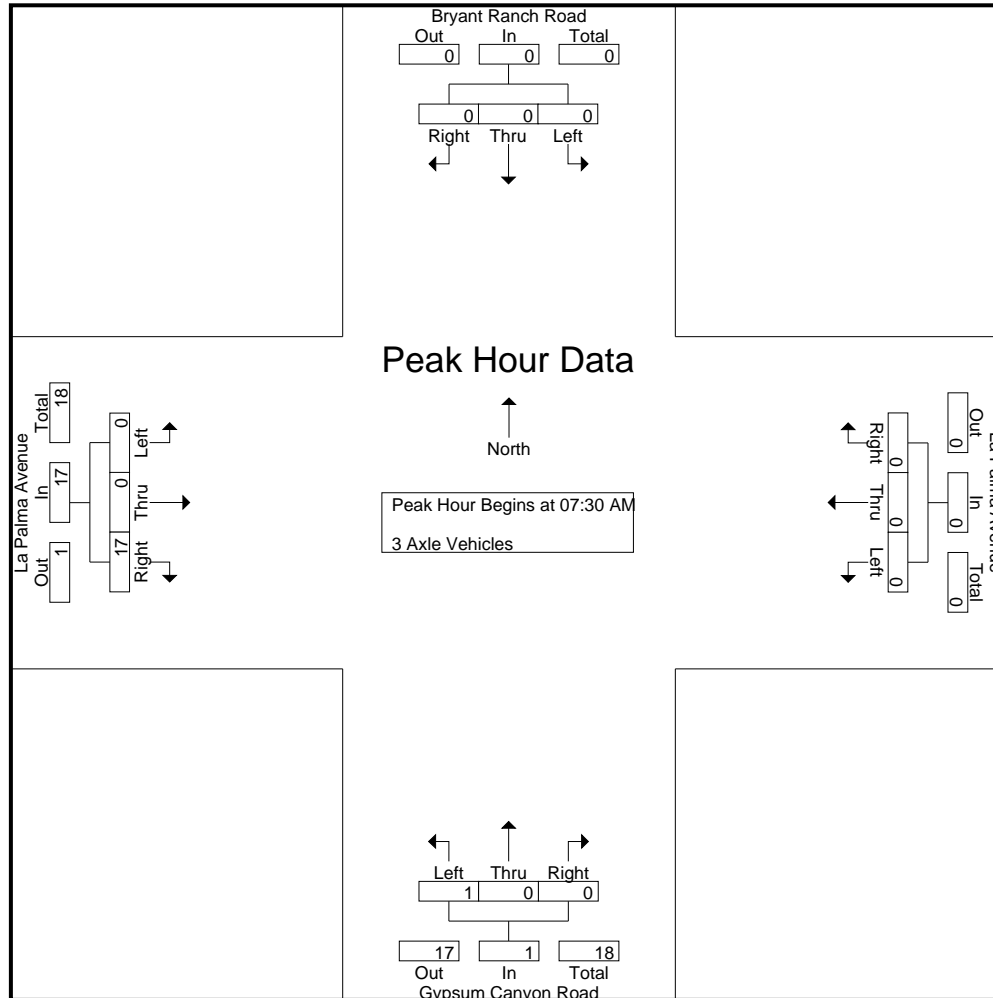 Bryant Ranch Road
Out In Total
0 0 0
0 0 0
Right Thru Left
Peak Hour Data
North
Peak Hour Begins at 07:30 AM
3 Axle Vehicles
La Palma Avenue
Out In Total
1 17 18
17 0 0
Right Thru Left
Out In Total
0 0 0
0 0 0
Right Thru Left
Left Thru Right
1 0 0
17 1 18
Out In Total
Gypsum Canyon Road